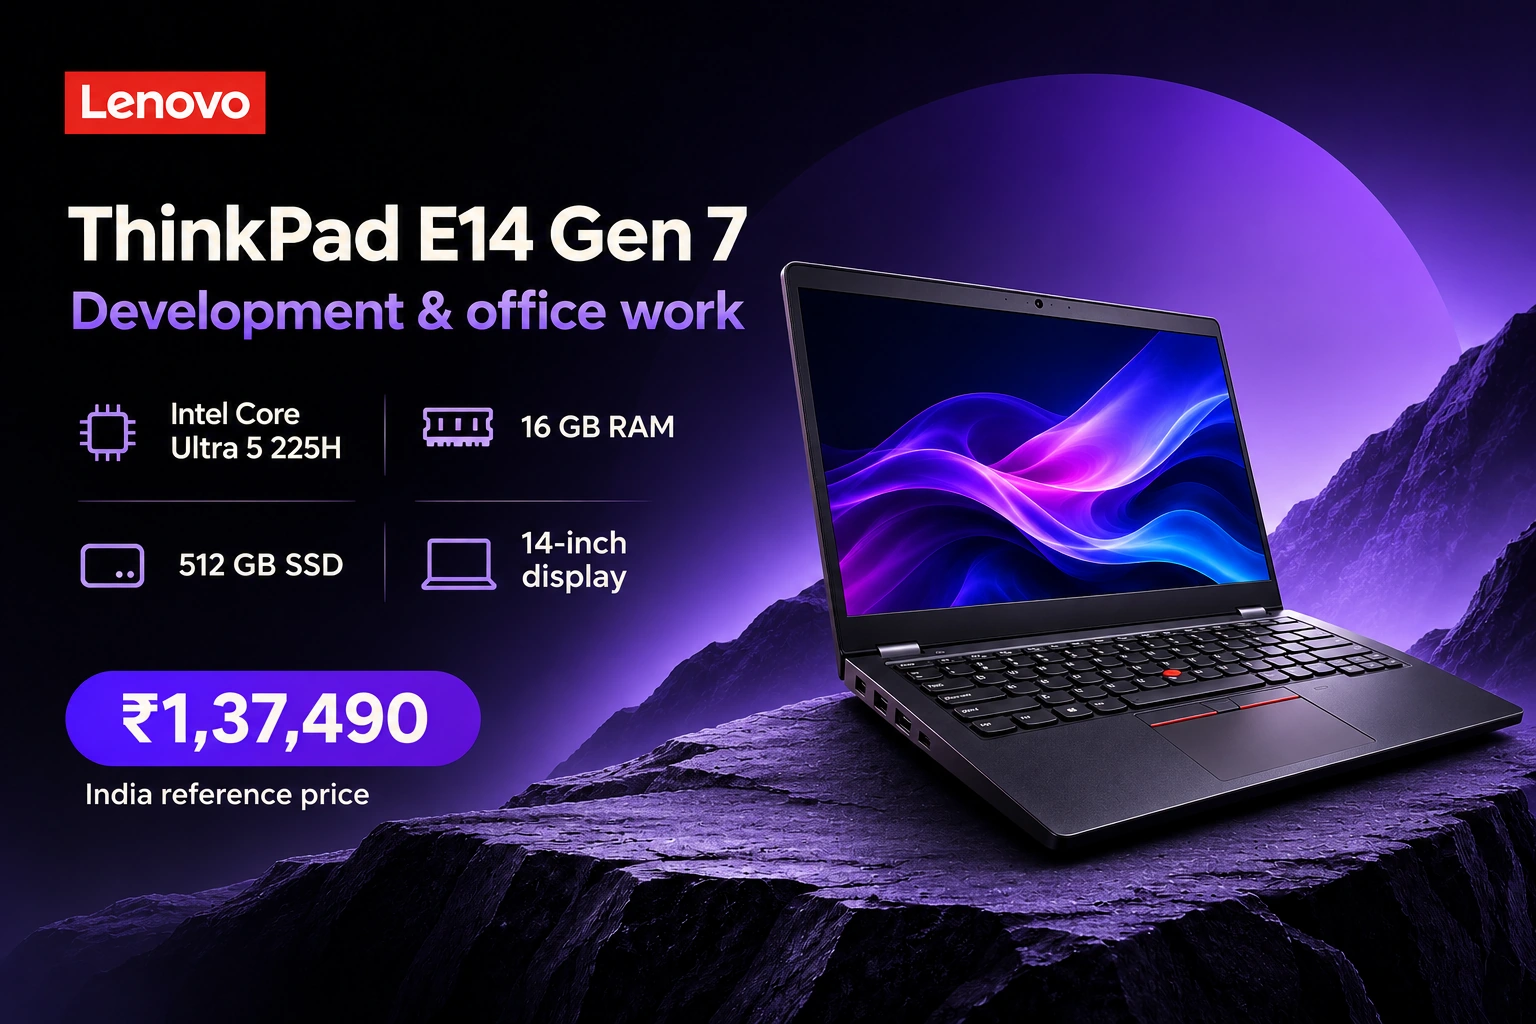 Lenovo
ThinkPad E14 Gen 7
Development & office work
Intel Core
Ultra 5 225H
16 GB RAM
512 GB SSD
14-inch
display
₹1,37,490
India reference price